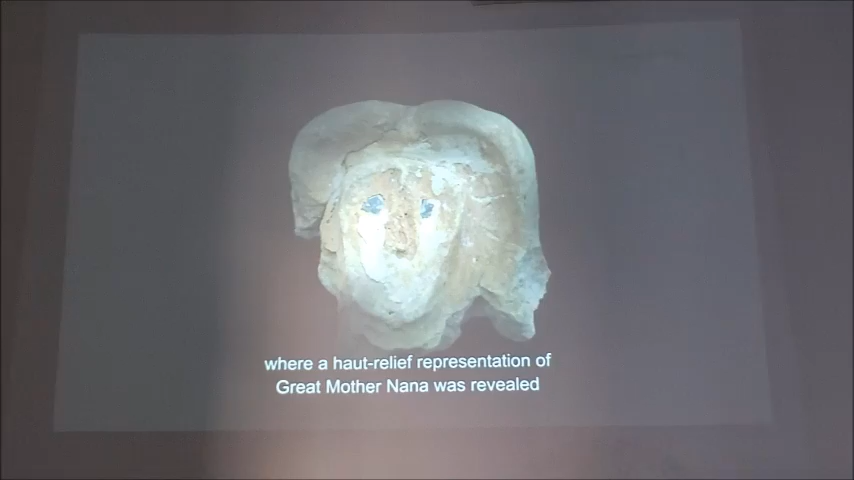 where a haut-relief representation of
Great Mother Nana was revealed